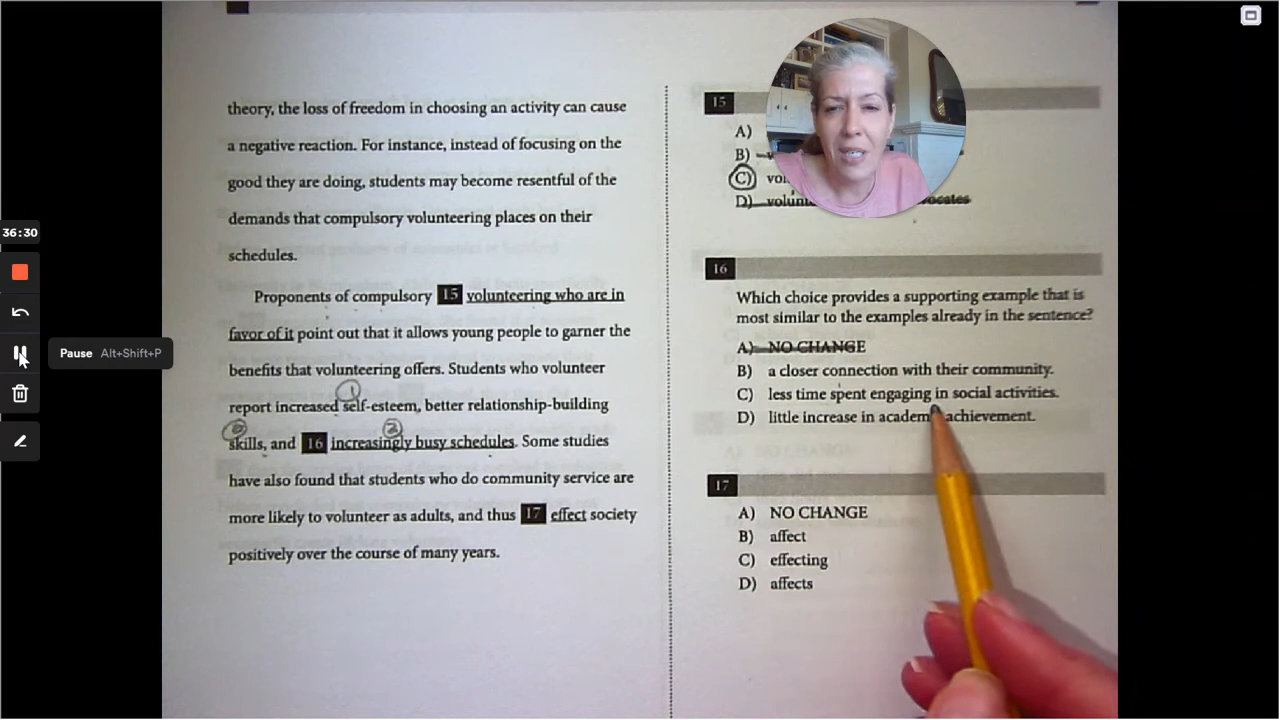 theory, the loss of freedom in choosing an activity can cause
a negative reaction. For instance, instead of focusing on the
good they are doing, students may become resentful of the
demands that compulsory volunteering places on their
schedules.
Proponents of compulsory 15 volunteering who are in
favor of it point out that it allows young people to garner the
benefits that volunteering offers. Students who volunteer
1
report increased self-esteem, better relationship-building
2
skills, and 16 increasingly busy schedules. Some studies
have also found that students who do community service are
more likely to volunteer as adults, and thus 17 effect society
positively over the course of many years.
15
A)
B)
C)
D)
16
Which choice provides a supporting example that is
most similar to the examples already in the sentence?
A) NO CHANGE
B) a closer connection with their community.
C) less time spent engaging in social activities.
D) little increase in academ achievement.
17
A) NO CHANGE
B) affect
C) effecting
D) affects
36:30
Pause Alt+Shift+P